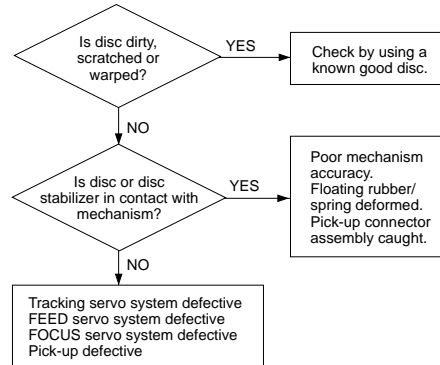 Is disc dirty,
scratched or
warped?
YES
Check by using a
known good disc.
NO
Is disc or disc
stabilizer in contact with
mechanism?
YES
Poor mechanism
accuracy.
Floating rubber/
spring deformed.
Pick-up connector
assembly caught.
NO
Tracking servo system defective
FEED servo system defective
FOCUS servo system defective
Pick-up defective